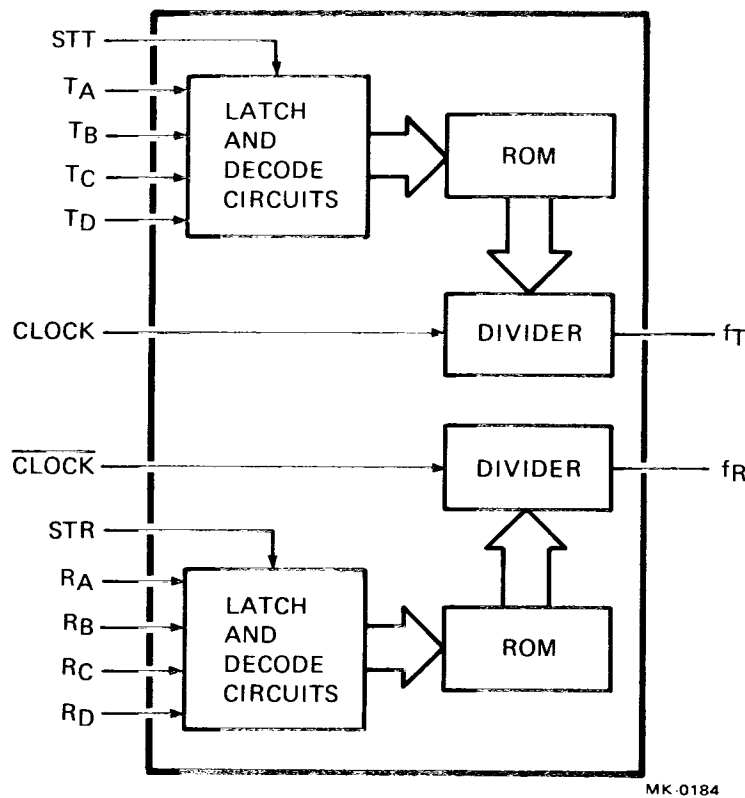 STT
TA
TB
TC
TD
LATCH
AND
DECODE
CIRCUITS
ROM
CLOCK
DIVIDER
fT
CLOCK
DIVIDER
fR
STR
RA
RB
RC
RD
LATCH
AND
DECODE
CIRCUITS
ROM
MK-0184